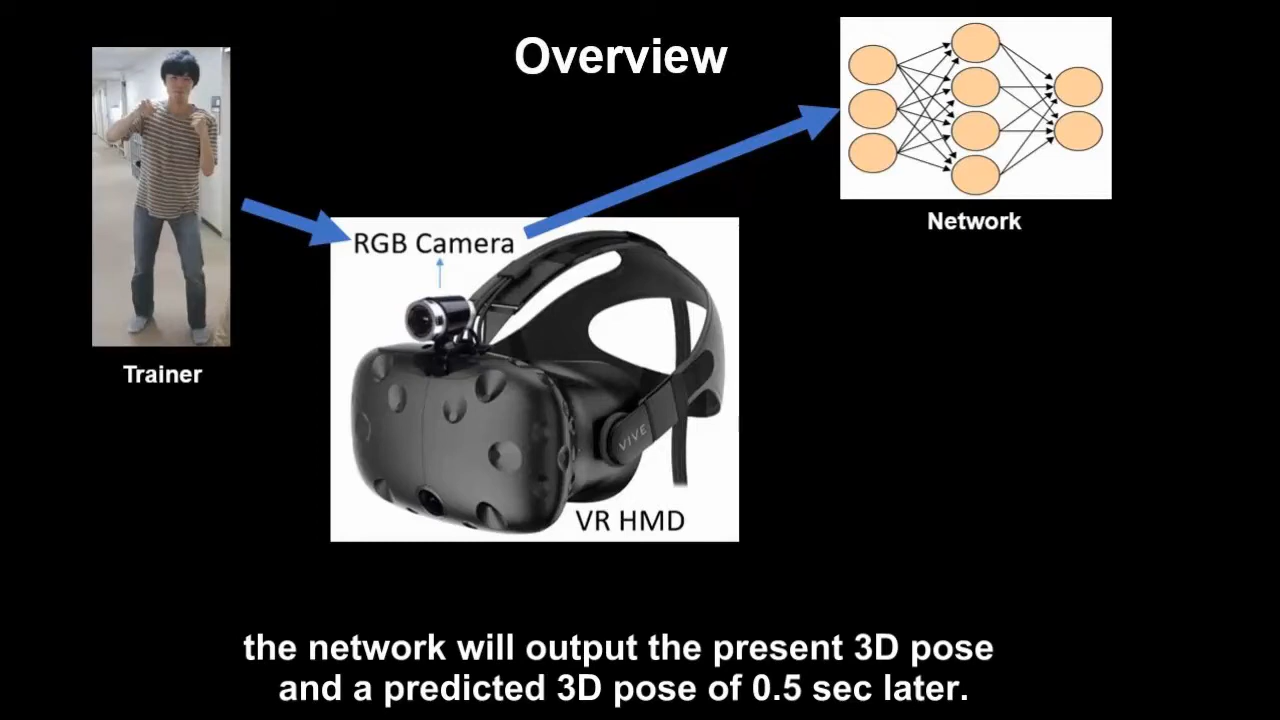 Overview
Trainer
RGB Camera
VIVE
VR HMD
Network
the network will output the present 3D pose
and a predicted 3D pose of 0.5 sec later.